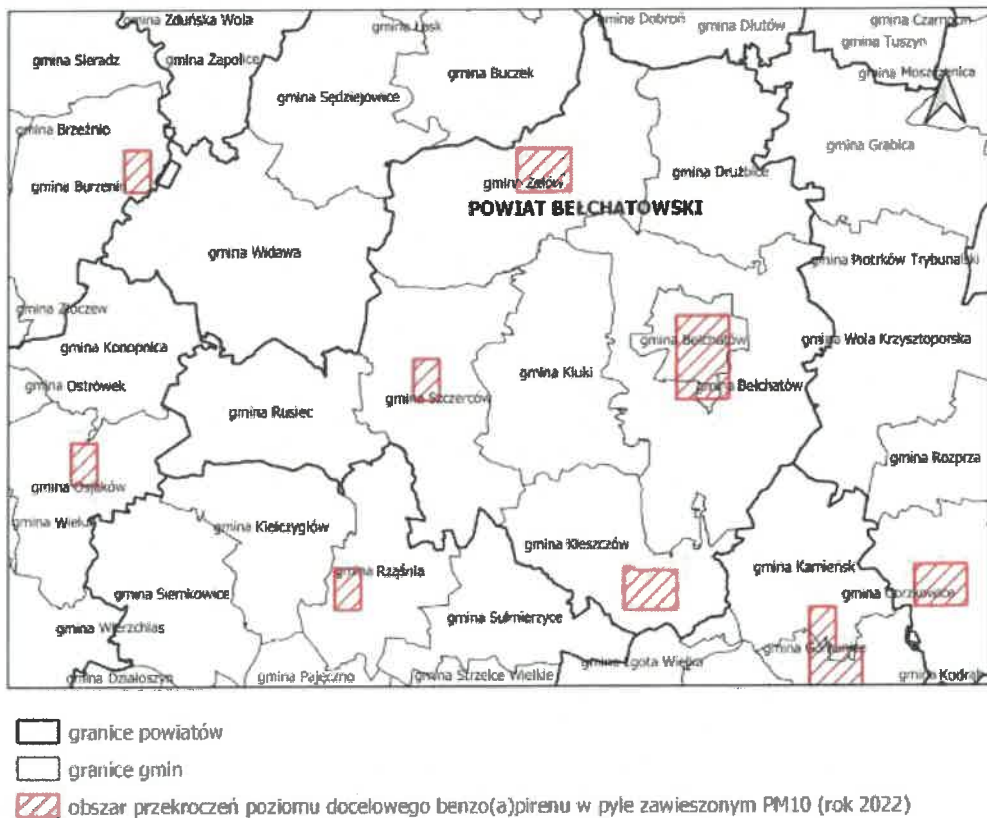 gmina Zduńska Wola
gmina Łask
gmina Dobroń
gmina Dłutów
gmina Tuszyn
gmina Sieradz
gmina Zapolice
gmina Buczek
gmina Moszczenica
gmina Sędziejowice
gmina Brzeźnio
gmina Grabica
gmina Burzenin
gmina Zelów
gmina Drużbice
POWIAT BEŁCHATOWSKI
gmina Widawa
gmina Piotrków Trybunalski
gmina Złoczew
gmina Konopnica
gmina Bełchatów
gmina Wola Krzysztoporska
gmina Ostrówek
gmina Kluki
gmina Bełchatów
gmina Rusiec
gmina Szczerców
gmina Rozprza
gmina Osjaków
gmina Kiełczygłów
gmina Kleszczów
gmina Rząśnia
gmina Kamieńsk
gmina Siemkowice
gmina Sulmierzyce
gmina Wierzchlas
gmina Działoszyn
gmina Pajęczno
gmina Strzelce Wielkie
gmina Łgota Wielka
gmina Kodrąb
granice powiatów
granice gmin
obszar przekroczeń poziomu docelowego benzo(a)pirenu w pyle zawieszonym PM10 (rok 2022)